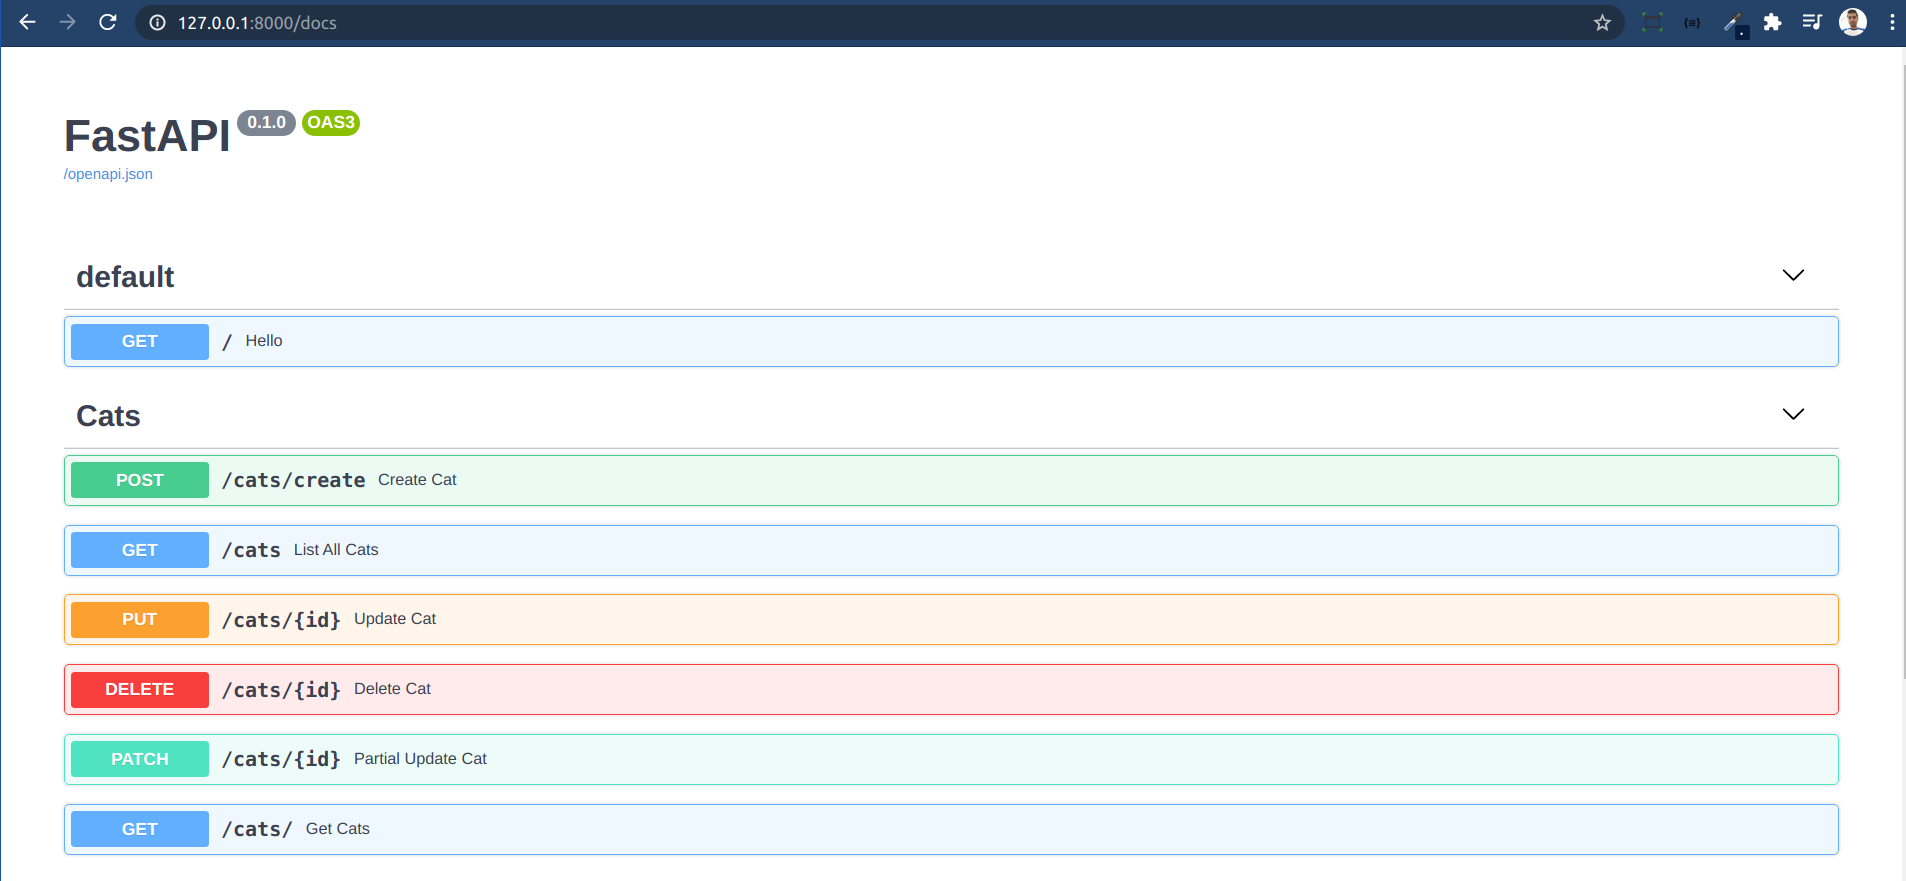 127.0.0.1:8000/docs
FastAPI 0.1.0 OAS3
/openapi.json
default
GET / Hello
Cats
POST /cats/create Create Cat
GET /cats List All Cats
PUT /cats/{id} Update Cat
DELETE /cats/{id} Delete Cat
PATCH /cats/{id} Partial Update Cat
GET /cats/ Get Cats